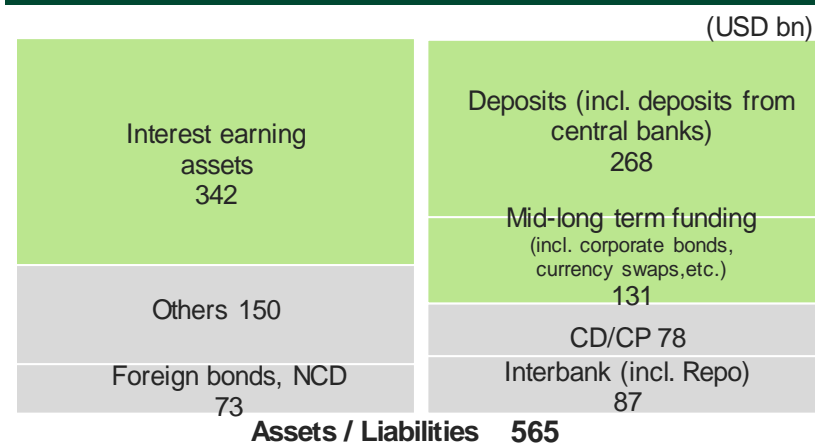 (USD bn)
Interest earning
assets
342
Others 150
Foreign bonds, NCD
73
Deposits (incl. deposits from
central banks)
268
Mid-long term funding
(incl. corporate bonds,
currency swaps,etc.)
131
CD/CP 78
Interbank (incl. Repo)
87
Assets / Liabilities 565